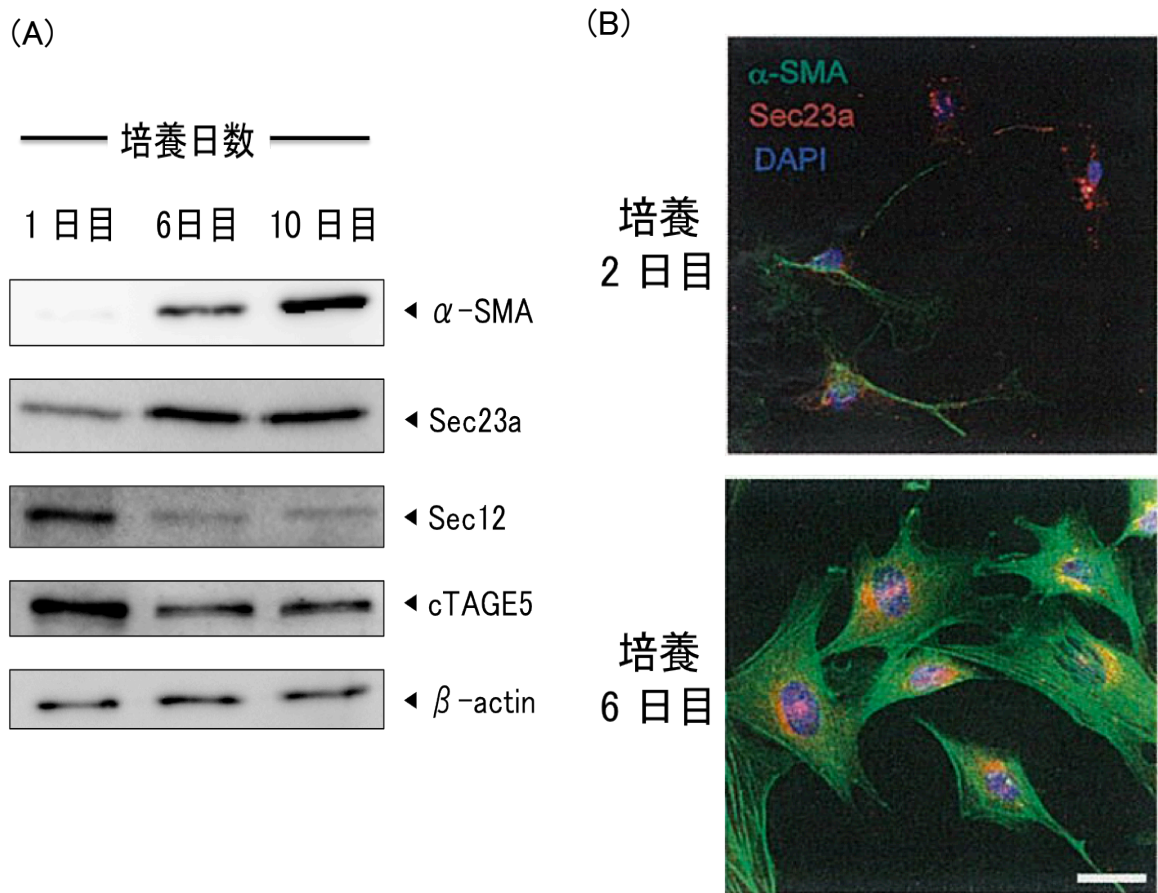 (A)
培養日数
1 日目 6日目 10 日目
α-SMA
Sec23a
Sec12
cTAGE5
β-actin
(B)
α-SMA
Sec23a
DAPI
培養
2 日目
培養
6 日目